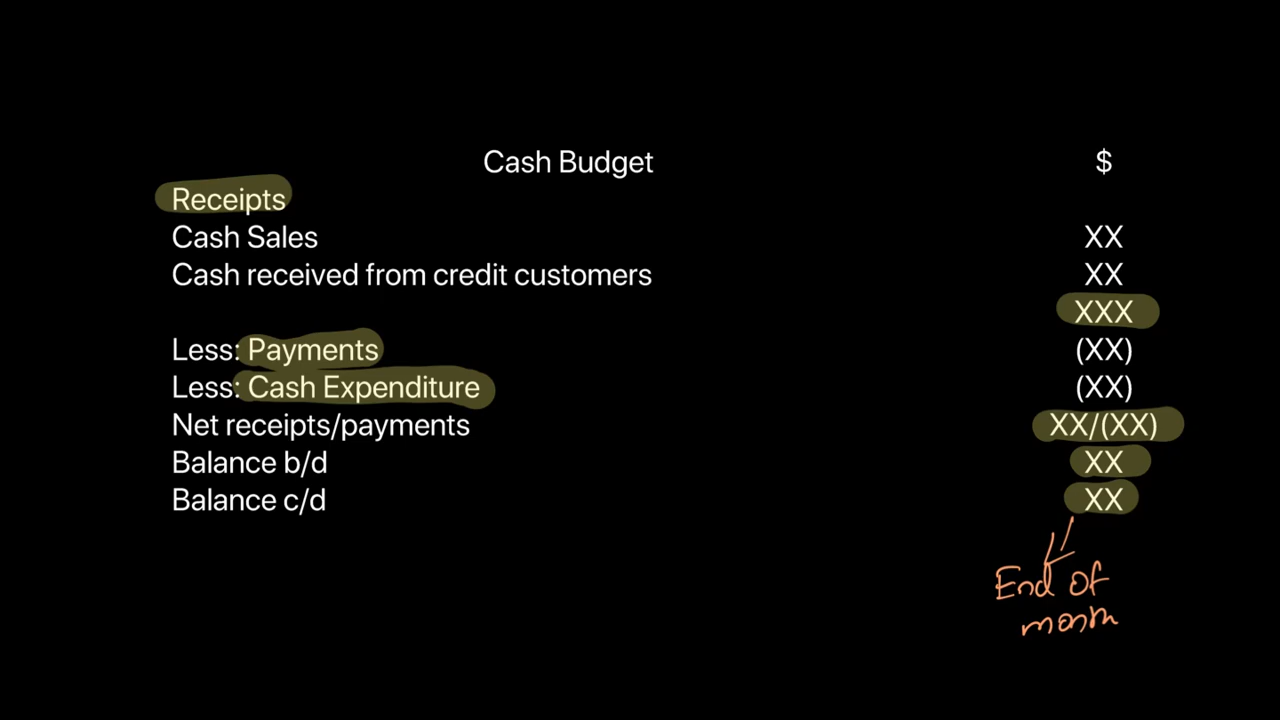 Cash Budget $
Receipts
Cash Sales XX
Cash received from credit customers XX
XXX
Less: Payments (XX)
Less: Cash Expenditure (XX)
Net receipts/payments XX/(XX)
Balance b/d XX
Balance c/d XX
End of
month